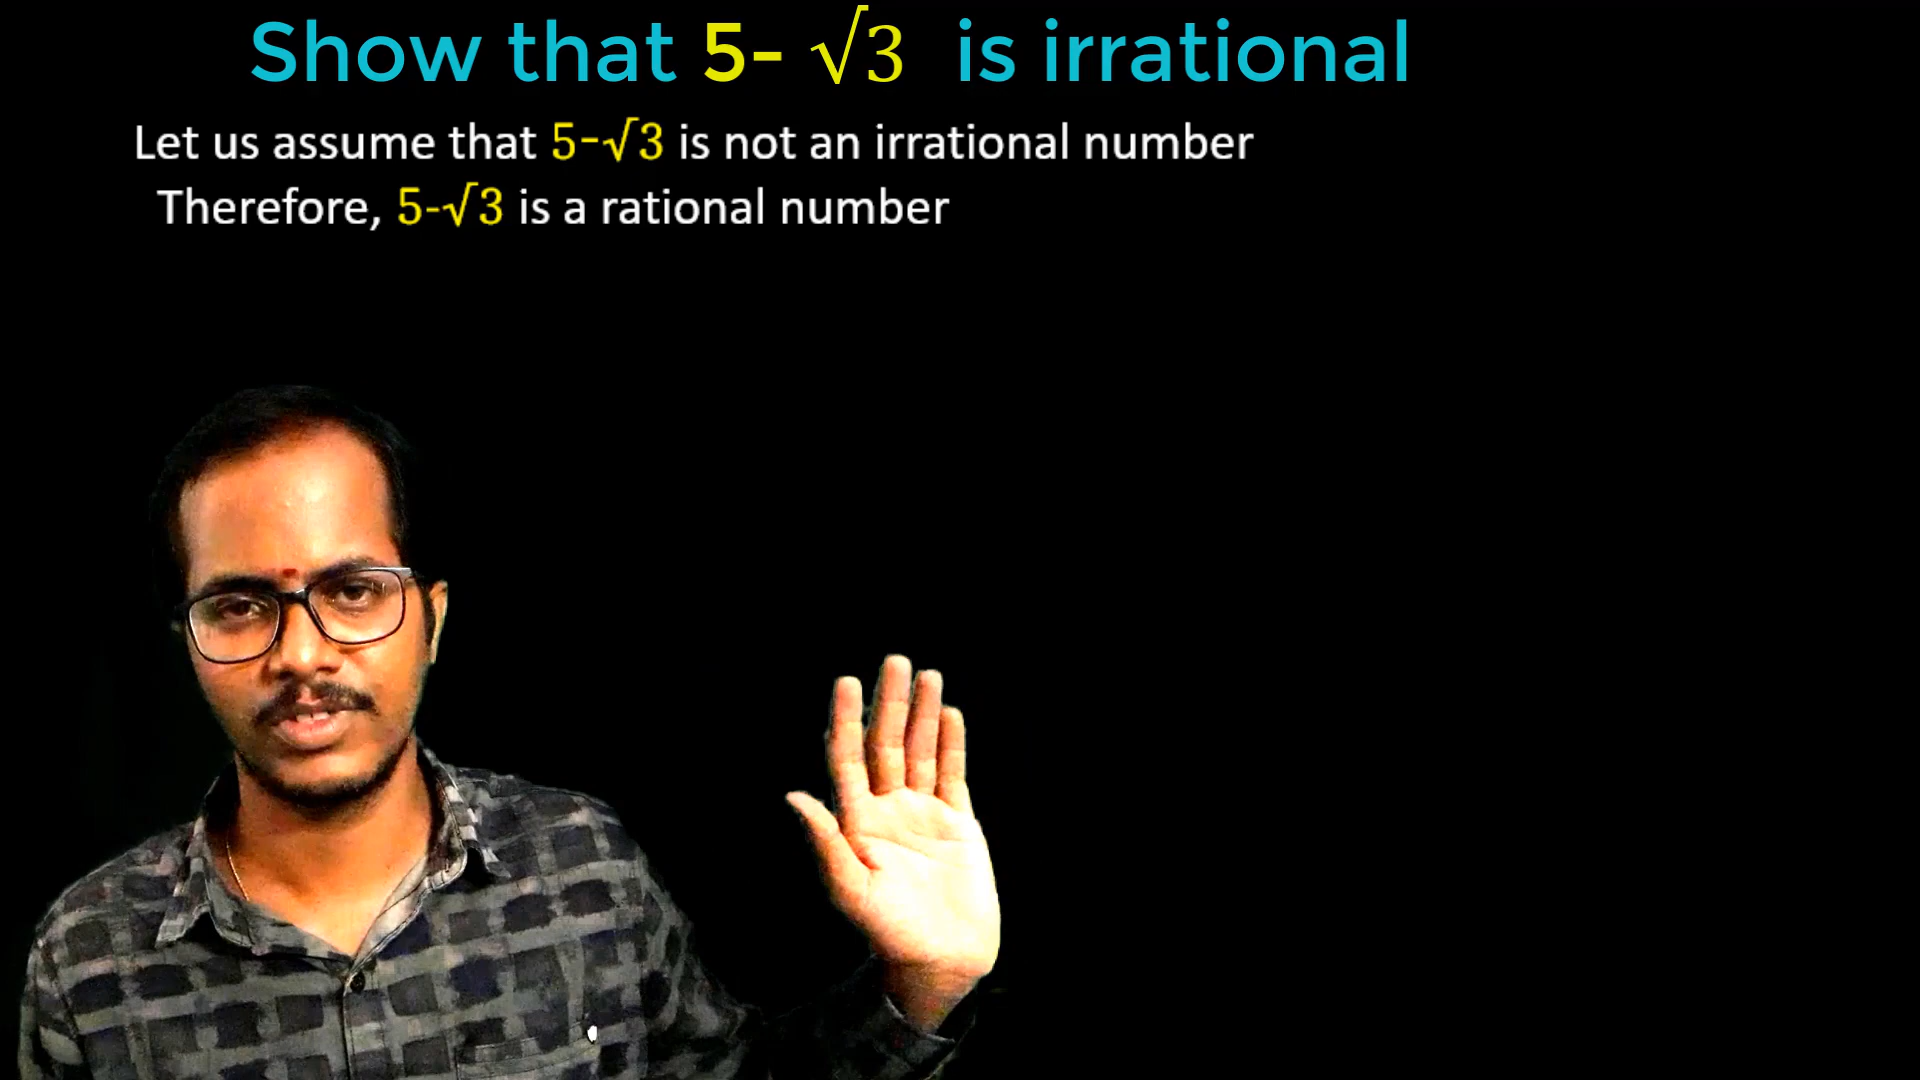 Show that 5- √3 is irrational
Let us assume that 5-√3 is not an irrational number
Therefore, 5-√3 is a rational number